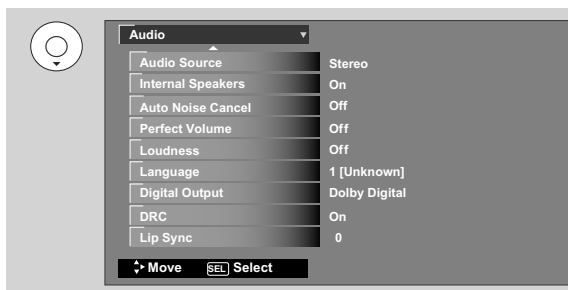 Audio
Audio Source Stereo
Internal Speakers On
Auto Noise Cancel Off
Perfect Volume Off
Loudness Off
Language 1 [Unknown]
Digital Output Dolby Digital
DRC On
Lip Sync 0
Move SEL Select